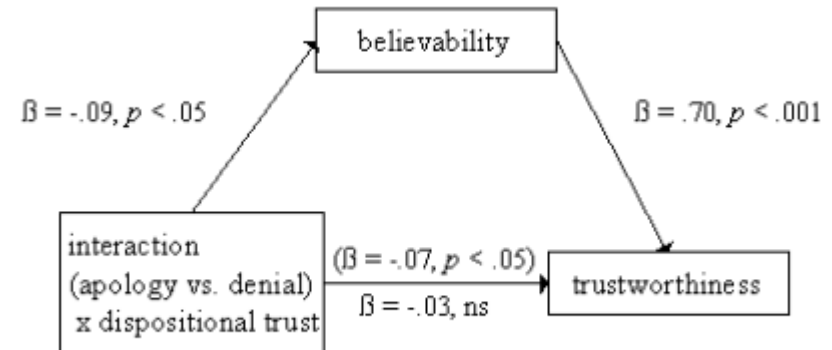 believability
ß = -.09, p < .05
ß = .70, p < .001
interaction
(apology vs. denial)
x dispositional trust
(ß = -.07, p < .05)
ß = -.03, ns
trustworthiness